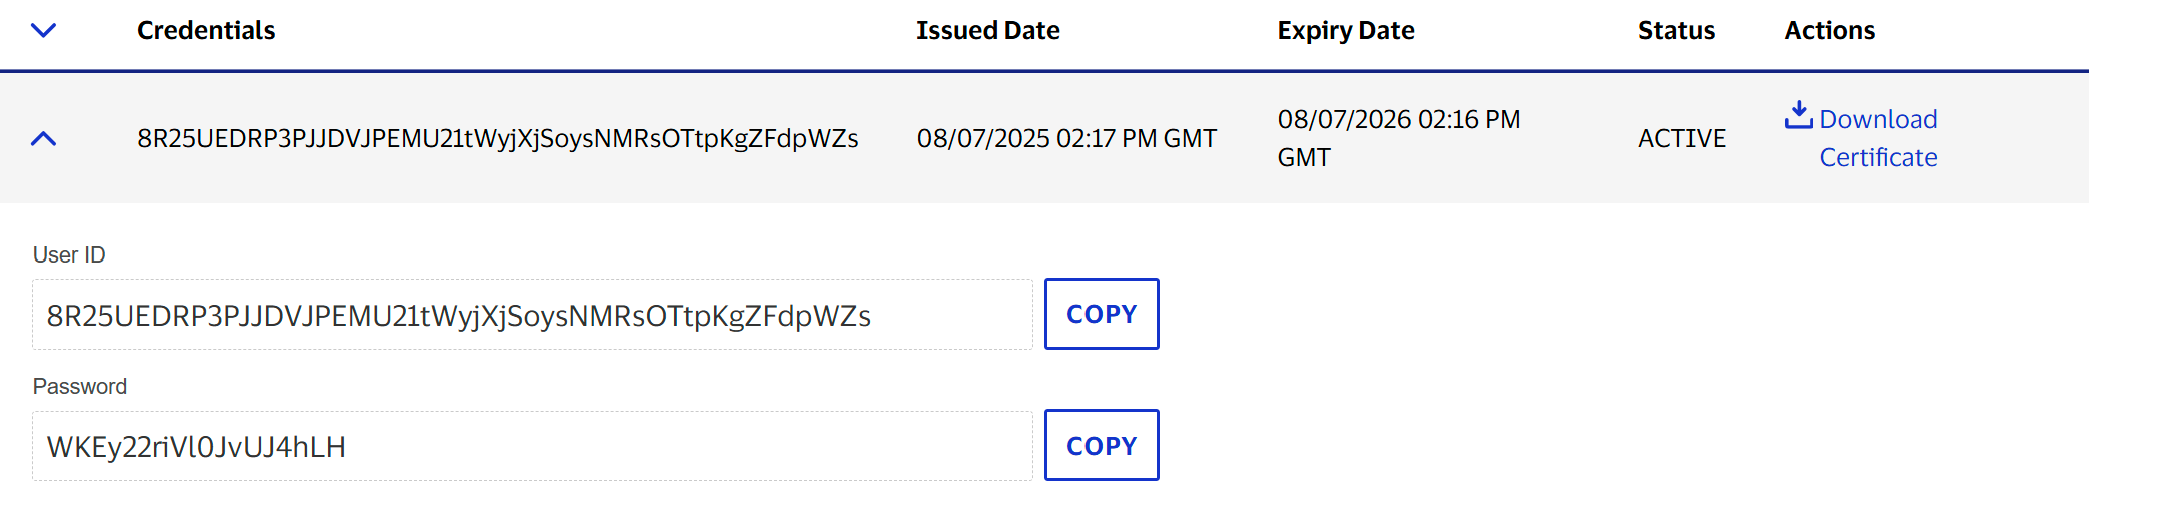 Credentials Issued Date Expiry Date Status Actions
8R25UEDRP3PJJDVJPEMU21tWyjXjSoysNMRsOTtpKgZFdpWZs 08/07/2025 02:17 PM GMT 08/07/2026 02:16 PM ACTIVE Download
GMT Certificate
User ID
8R25UEDRP3PJJDVJPEMU21tWyjXjSoysNMRsOTtpKgZFdpWZs COPY
Password
WKEy22riVl0JvUJ4hLH COPY